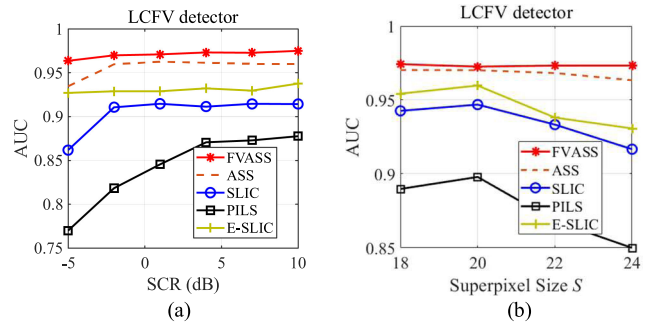 LCFV detector
1
0.95
0.9
0.85
0.8
0.75
AUC
FVASS
ASS
SLIC
PILS
E-SLIC
-5 0 5 10
SCR (dB)
(a)
LCFV detector
1
0.95
0.9
0.85
AUC
FVASS
ASS
SLIC
PILS
E-SLIC
18 20 22 24
Superpixel Size S
(b)